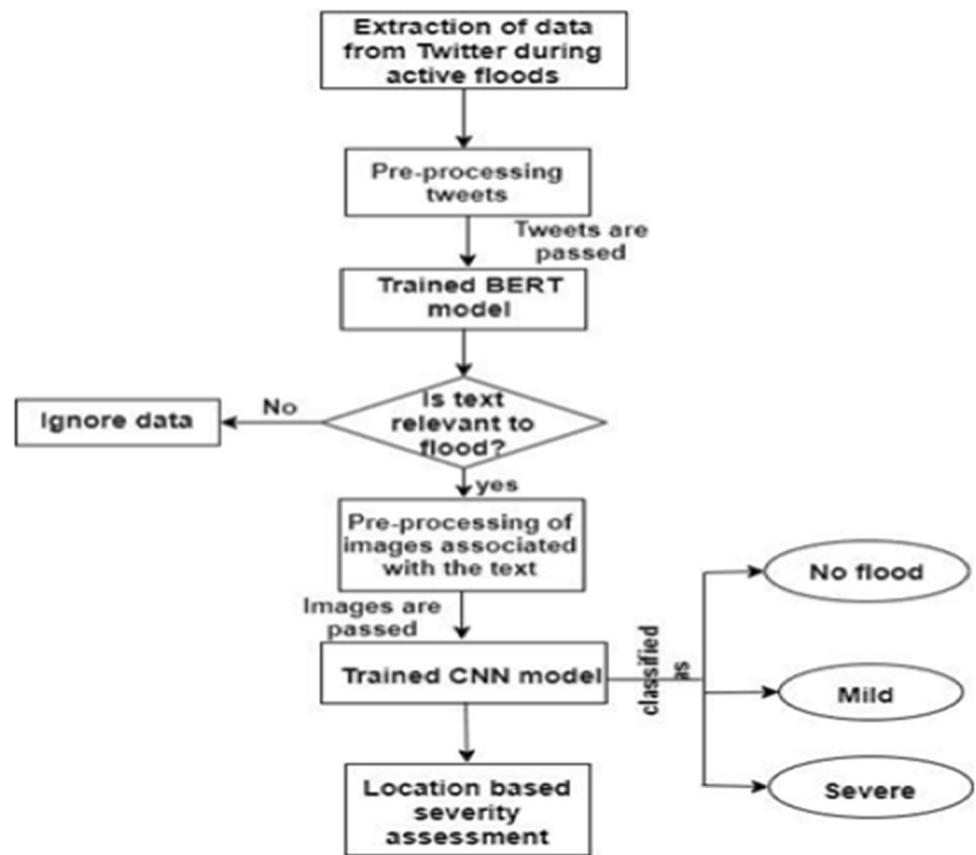 Extraction of data
from Twitter during
active floods
Pre-processing
tweets
Tweets are
passed
Trained BERT
model
Is text
relevant to
flood?
No
Ignore data
yes
Pre-processing of
images associated
with the text
Images are
passed
Trained CNN model
classified
as
No flood
Mild
Severe
Location based
severity
assessment